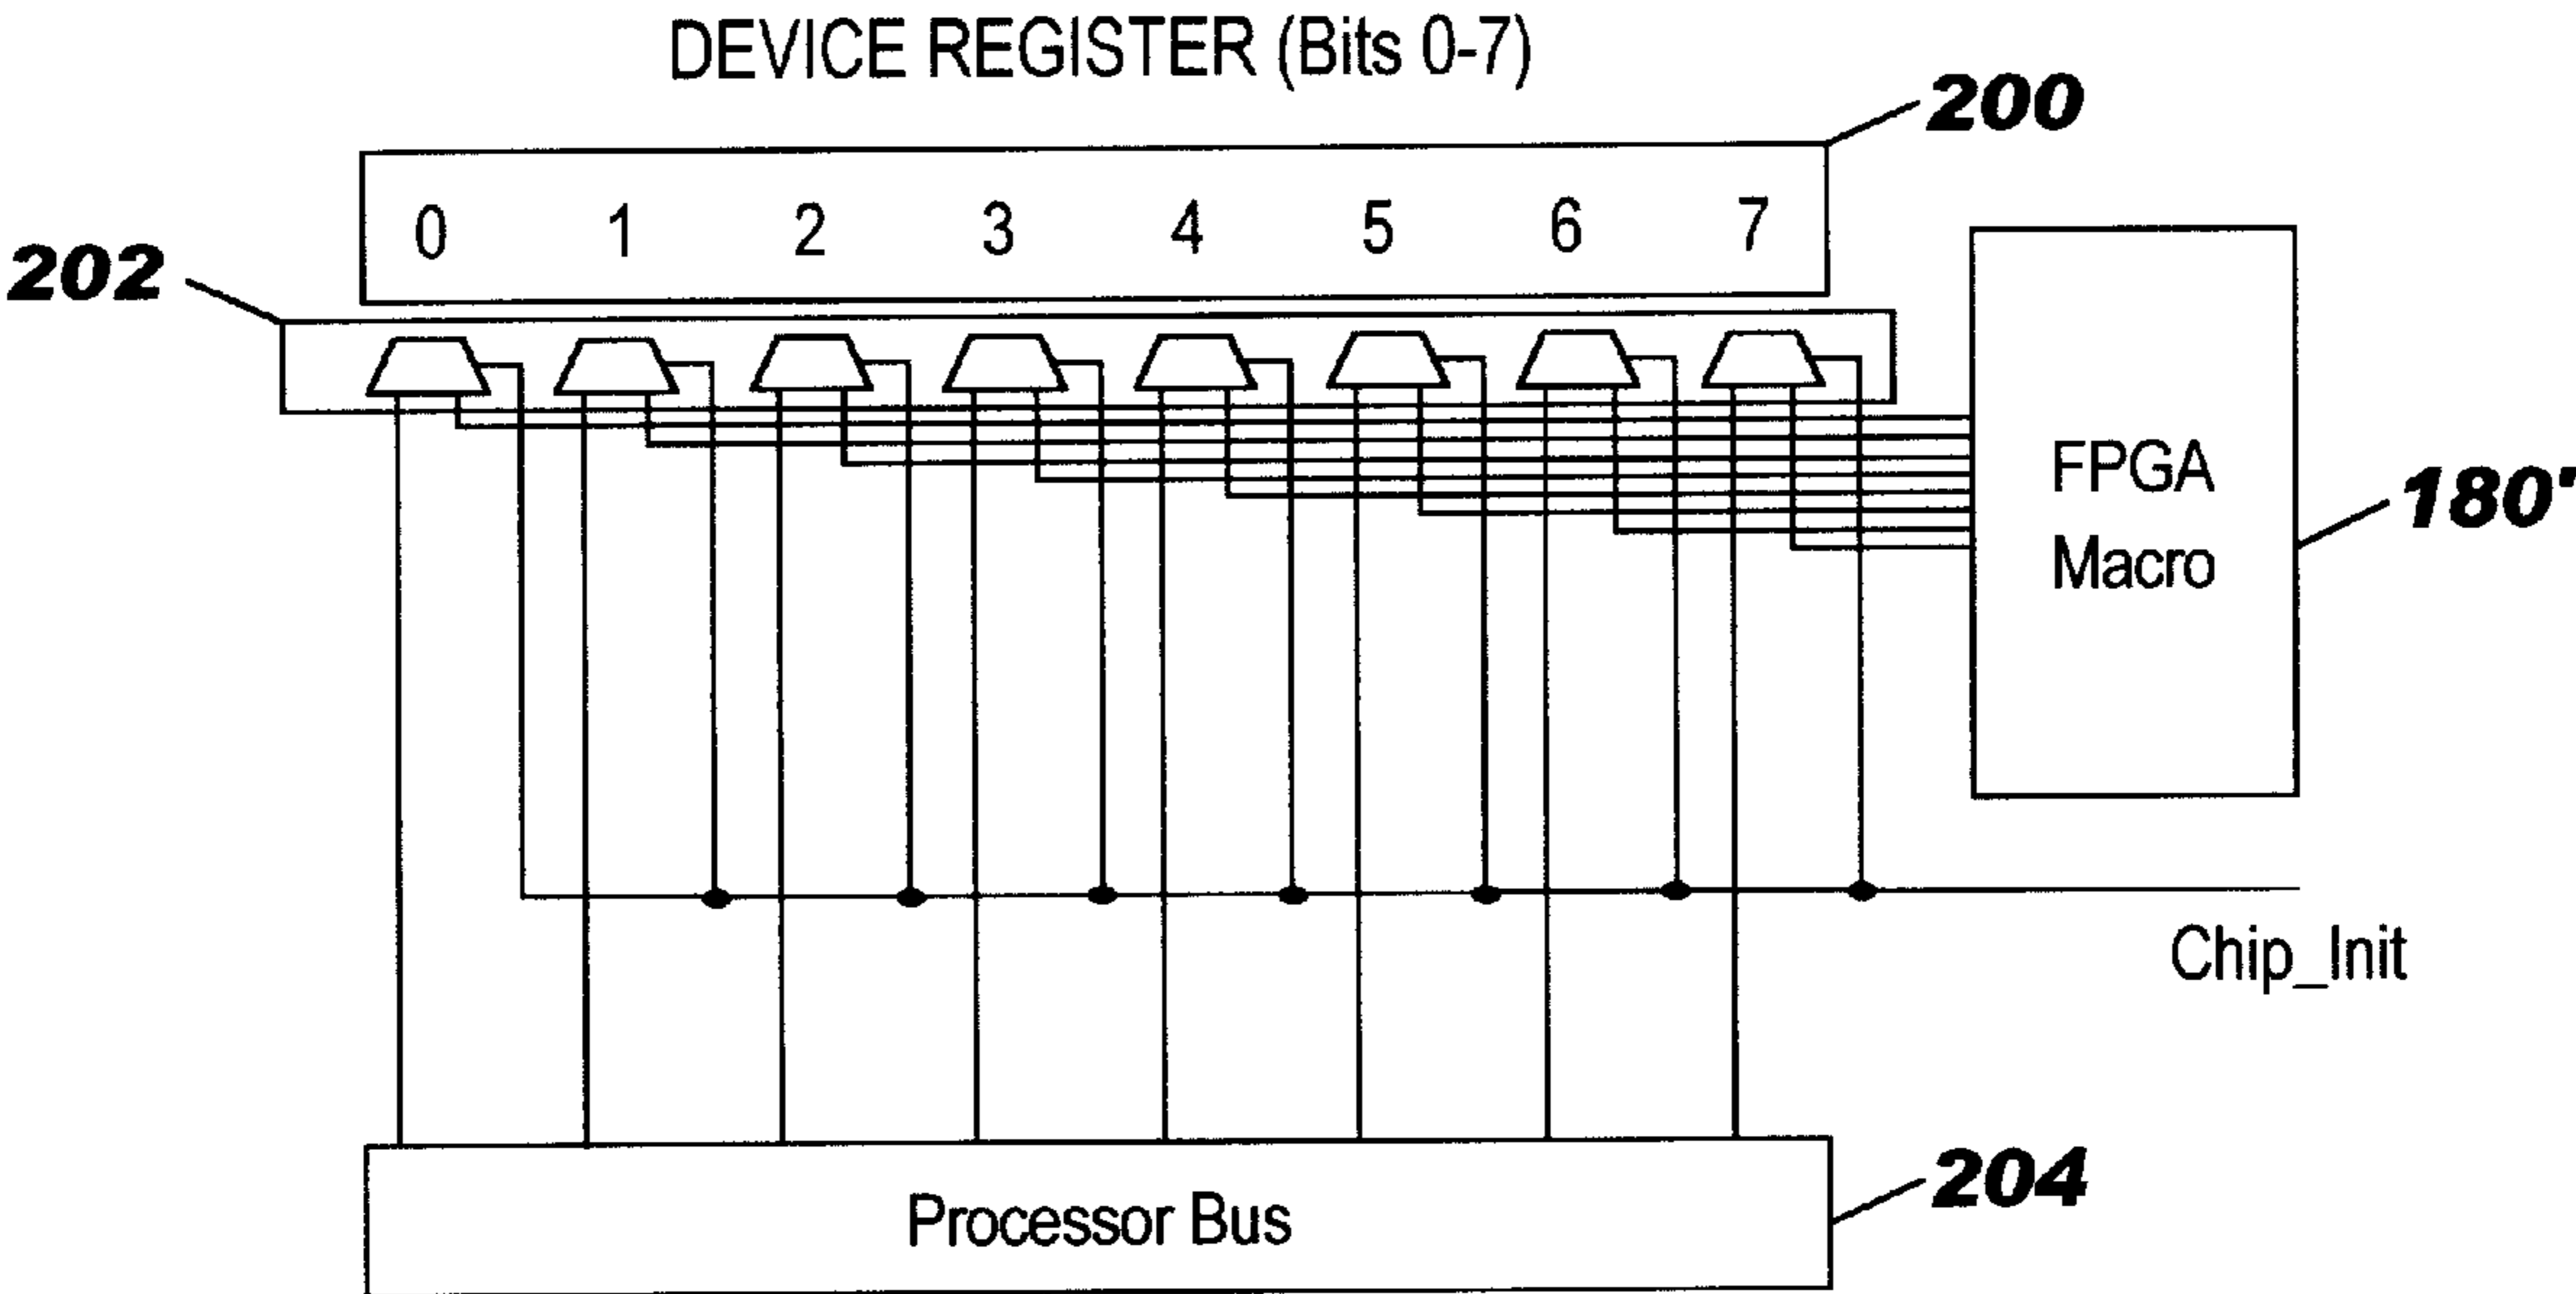 DEVICE REGISTER (Bits 0-7)
200
0 1 2 3 4 5 6 7
202
FPGA
Macro
180'
Chip_Init
Processor Bus
204